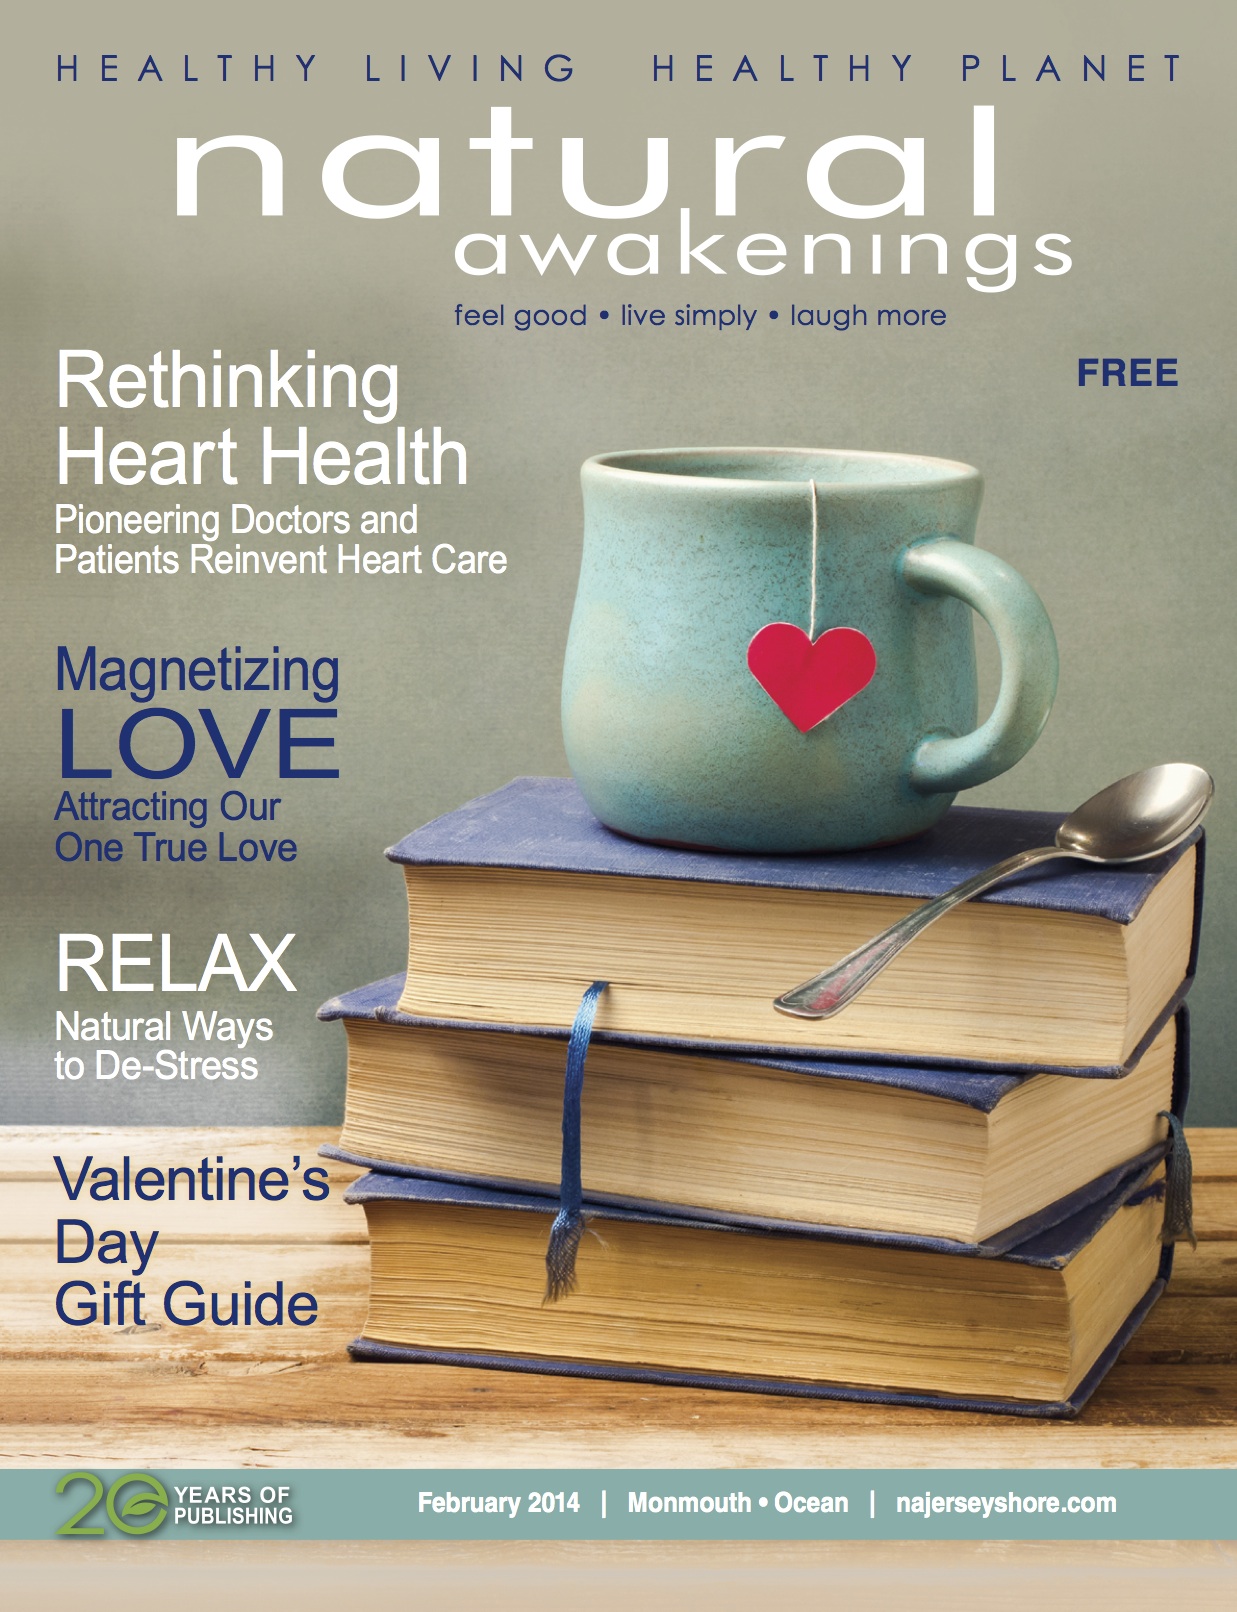 HEALTHY LIVING HEALTHY PLANET
natural
awakenings
feel good • live simply • laugh more
FREE
Rethinking
Heart Health
Pioneering Doctors and
Patients Reinvent Heart Care
Magnetizing
LOVE
Attracting Our
One True Love
RELAX
Natural Ways
to De-Stress
Valentine's
Day
Gift Guide
20 YEARS OF
PUBLISHING
February 2014 | Monmouth • Ocean | najerseyshore.com